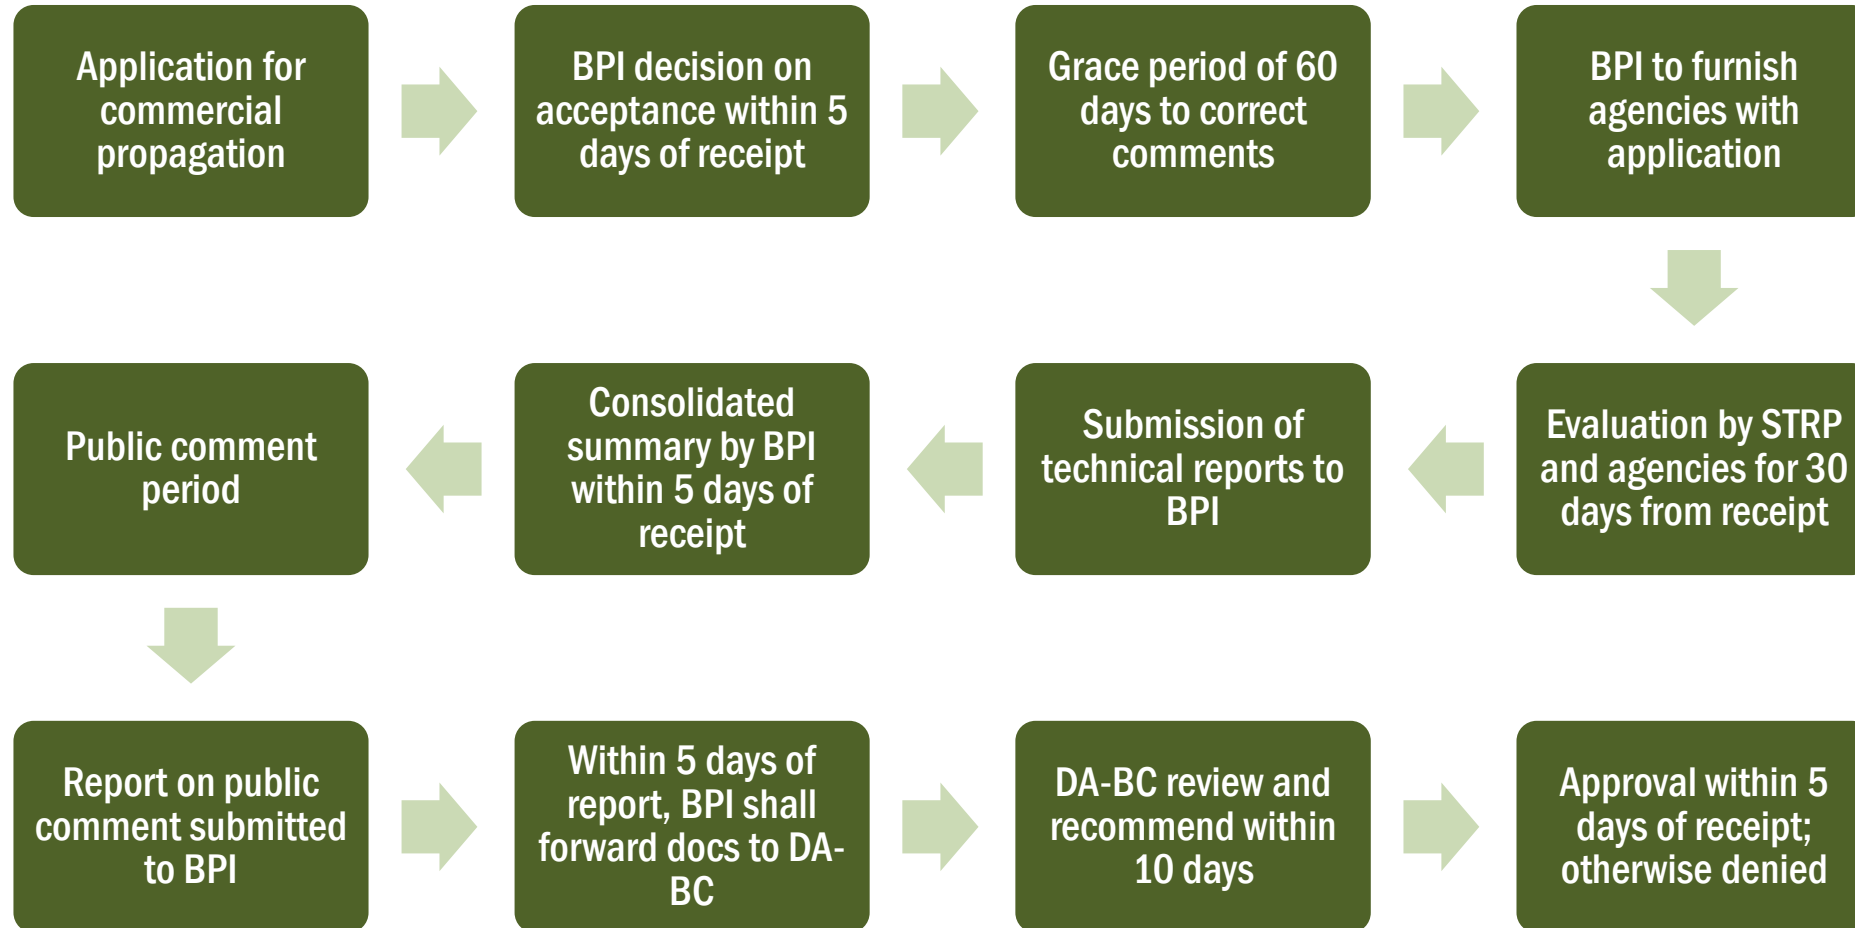 Application for
commercial
propagation
BPI decision on
acceptance within 5
days of receipt
Grace period of 60
days to correct
comments
BPI to furnish
agencies with
application
Evaluation by STRP
and agencies for 30
days from receipt
Submission of
technical reports to
BPI
Consolidated
summary by BPI
within 5 days of
receipt
Public comment
period
Report on public
comment submitted
to BPI
Within 5 days of
report, BPI shall
forward docs to DA-
BC
DA-BC review and
recommend within
10 days
Approval within 5
days of receipt;
otherwise denied